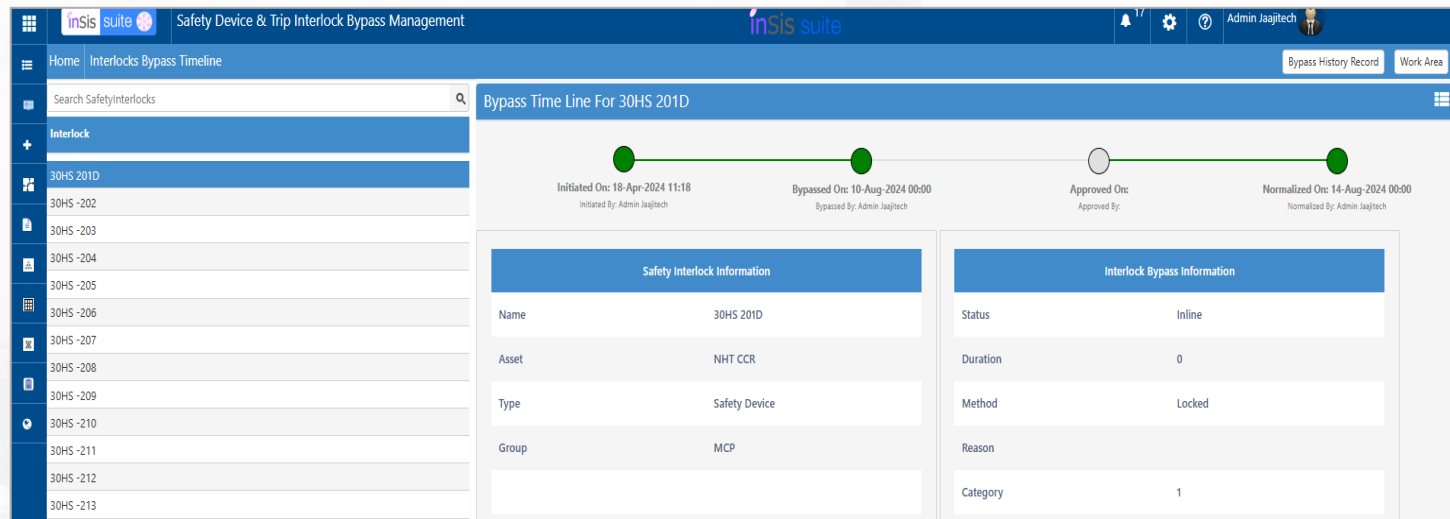 inSis suite Safety Device & Trip Interlock Bypass Management inSis suite 17 Admin Jaajitech
Home Interlocks Bypass Timeline Bypass History Record Work Area
Search SafetyInterlocks
Interlock
30HS 201D
30HS -202
30HS -203
30HS -204
30HS -205
30HS -206
30HS -207
30HS -208
30HS -209
30HS -210
30HS -211
30HS -212
30HS -213
Bypass Time Line For 30HS 201D
Initiated On: 18-Apr-2024 11:18
Initiated By: Admin Jaajitech
Bypassed On: 10-Aug-2024 00:00
Bypassed By: Admin Jaajitech
Approved On:
Approved By:
Normalized On: 14-Aug-2024 00:00
Normalized By: Admin Jaajitech
Safety Interlock Information
Name 30HS 201D
Asset NHT CCR
Type Safety Device
Group MCP
Interlock Bypass Information
Status Inline
Duration 0
Method Locked
Reason
Category 1